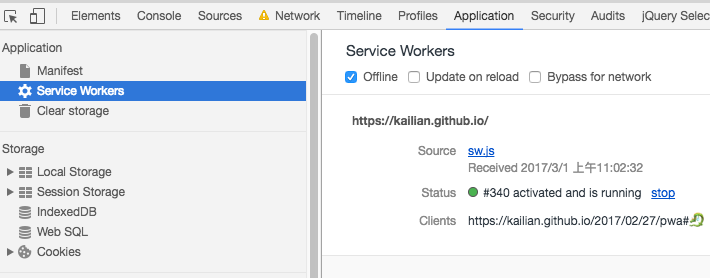 Elements Console Sources Network Timeline Profiles Application Security Audits jQuery Selec
Application
Manifest
Service Workers
Clear storage
Storage
Local Storage
Session Storage
IndexedDB
Web SQL
Cookies
Service Workers
Offline Update on reload Bypass for network
https://kailian.github.io/
Source sw.js
Received 2017/3/1 上午11:02:32
Status #340 activated and is running stop
Clients https://kailian.github.io/2017/02/27/pwa#🐲